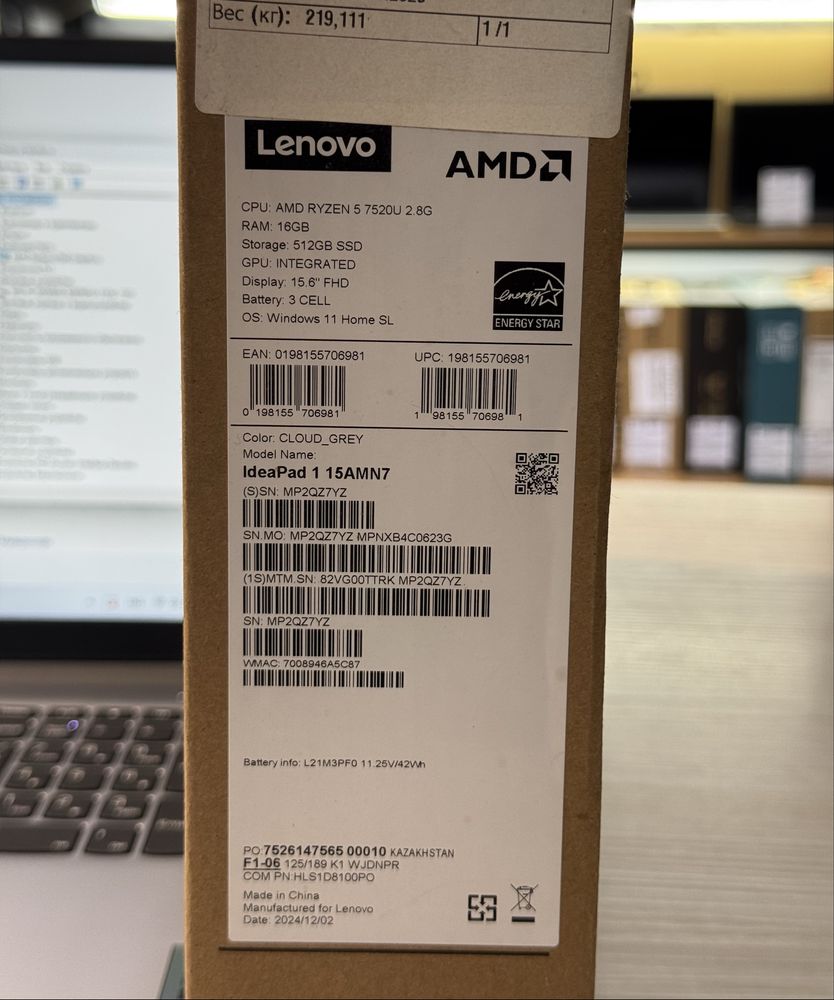 Вес (кг): 219,111
1 / 1
Lenovo
AMD
CPU: AMD RYZEN 5 7520U 2.8G
RAM: 16GB
Storage: 512GB SSD
GPU: INTEGRATED
Display: 15.6" FHD
Battery: 3 CELL
OS: Windows 11 Home SL
energy
ENERGY STAR
EAN: 0198155706981
UPC: 198155706981
0 198155 706981
1 98155 70698 1
Color: CLOUD_GREY
Model Name:
IdeaPad 1 15AMN7
(S)SN: MP2QZ7YZ
SN.MO: MP2QZ7YZ MPNXB4C0623G
(1S)MTM.SN: 82VG00TTRK MP2QZ7YZ
SN: MP2QZ7YZ
WMAC: 7008946A5C87
Battery info: L21M3PF0 11.25V/42Wh
PO:7526147565 00010 KAZAKHSTAN
F1-06 125/189 K1 WJDNPR
COM PN:HLS1D8100PO
Made in China
Manufactured for Lenovo
Date: 2024/12/02